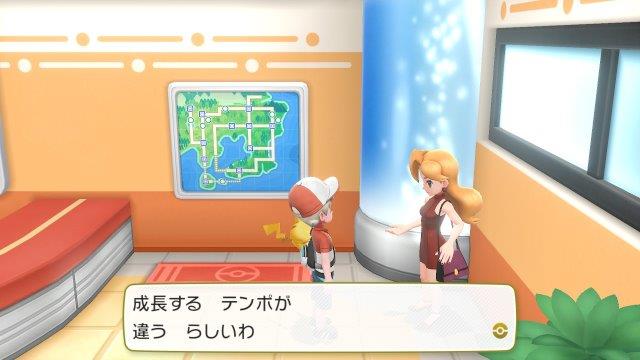 成長する　テンポが
違う　らしいわ